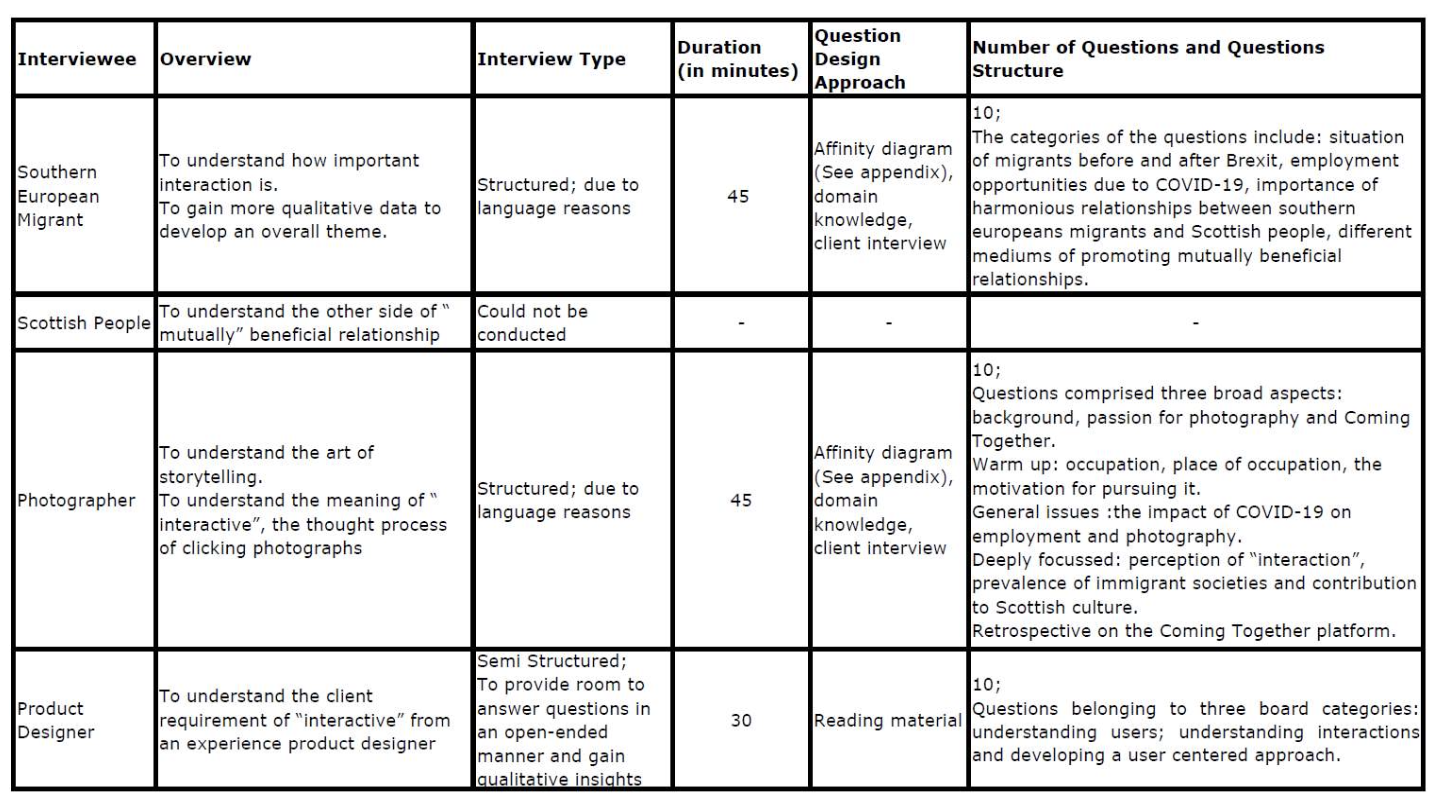 Interviewee
Overview
Interview Type
Duration
(in minutes)
Question
Design
Approach
Number of Questions and Questions
Structure
Southern
European
Migrant
To understand how important
interaction is.
To gain more qualitative data to
develop an overall theme.
Structured; due to
language reasons
45
Affinity diagram
(See appendix),
domain
knowledge,
client interview
10;
The categories of the questions include: situation
of migrants before and after Brexit, employment
opportunities due to COVID-19, importance of
harmonious relationships between southern
europeans migrants and Scottish people, different
mediums of promoting mutually beneficial
relationships.
Scottish People
To understand the other side of “
mutually” beneficial relationship
Could not be
conducted
-
-
-
Photographer
To understand the art of
storytelling.
To understand the meaning of “
interactive”, the thought process
of clicking photographs
Structured; due to
language reasons
45
Affinity diagram
(See appendix),
domain
knowledge,
client interview
10;
Questions comprised three broad aspects:
background, passion for photography and Coming
Together.
Warm up: occupation, place of occupation, the
motivation for pursuing it.
General issues :the impact of COVID-19 on
employment and photography.
Deeply focussed: perception of “interaction”,
prevalence of immigrant societies and contribution
to Scottish culture.
Retrospective on the Coming Together platform.
Product
Designer
To understand the client
requirement of “interactive” from
an experience product designer
Semi Structured;
To provide room to
answer questions in
an open-ended
manner and gain
qualitative insights
30
Reading material
10;
Questions belonging to three board categories:
understanding users; understanding interactions
and developing a user centered approach.